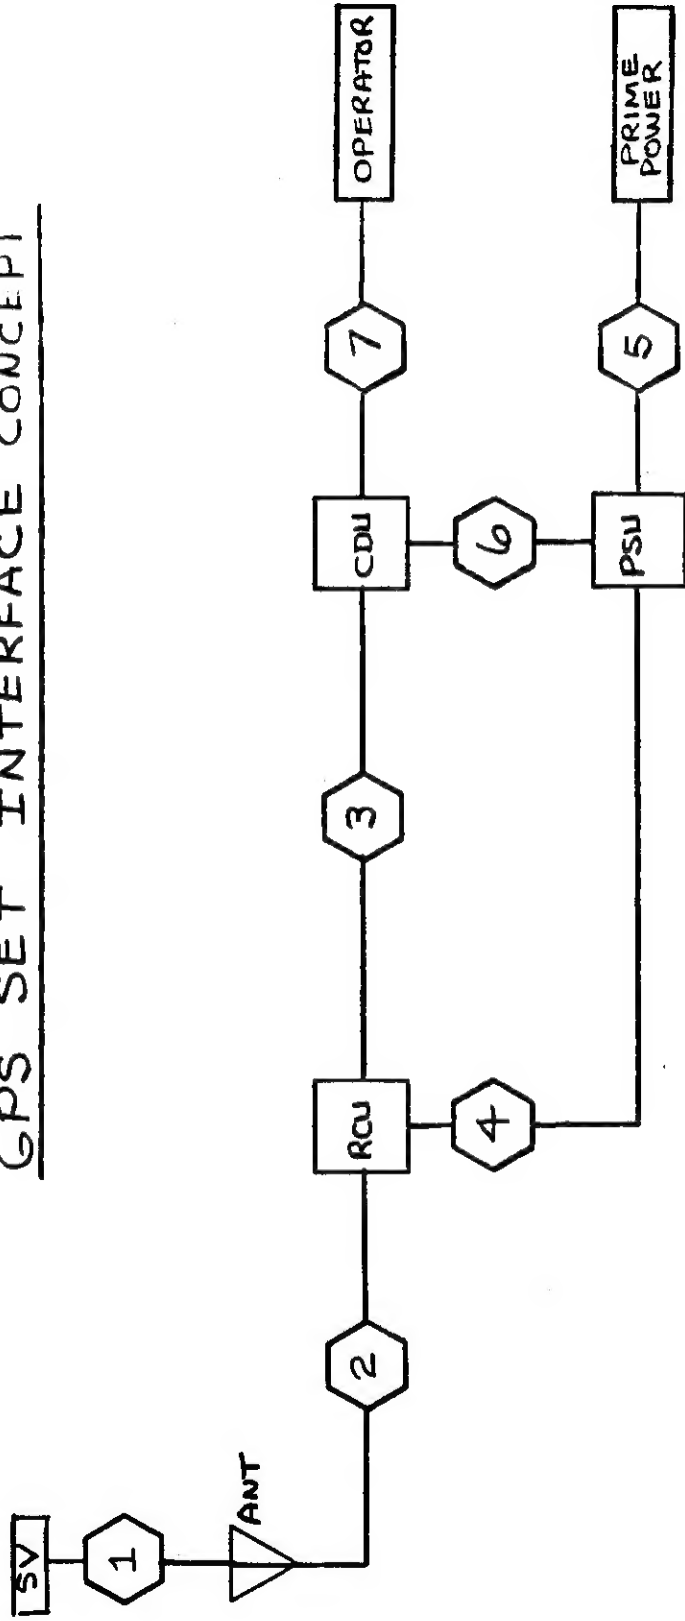 GPS SET INTERFACE CONCEPT
SV
1
ANT
2
RCU
3
CDU
7
OPERATOR
4
6
PSU
5
PRIME
POWER